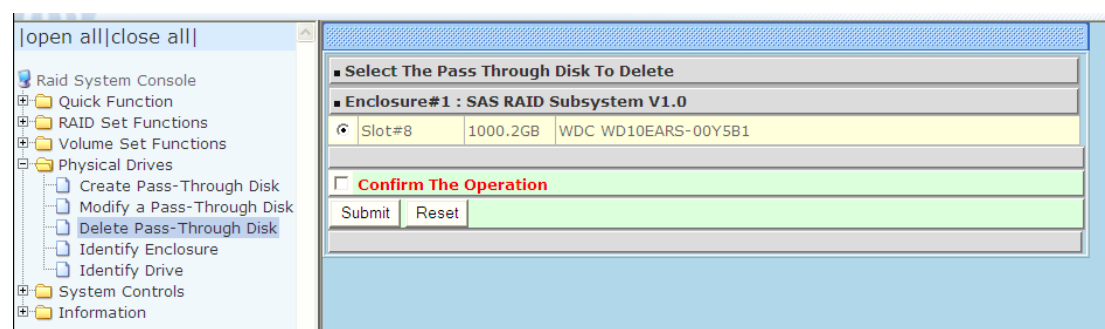 |open all|close all|
Raid System Console
Quick Function
RAID Set Functions
Volume Set Functions
Physical Drives
Create Pass-Through Disk
Modify a Pass-Through Disk
Delete Pass-Through Disk
Identify Enclosure
Identify Drive
System Controls
Information
Select The Pass Through Disk To Delete
Enclosure#1 : SAS RAID Subsystem V1.0
Slot#8 1000.2GB WDC WD10EARS-00Y5B1
Confirm The Operation
Submit Reset